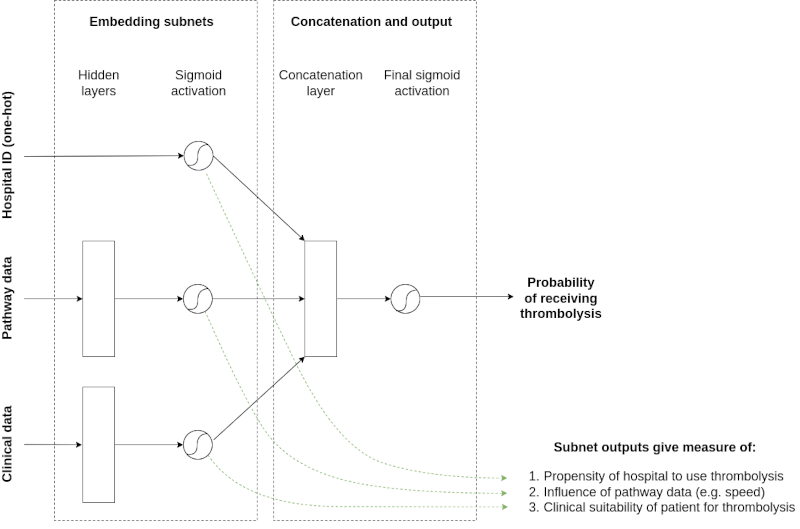 Embedding subnets
Concatenation and output
Hidden
layers
Sigmoid
activation
Concatenation
layer
Final sigmoid
activation
Hospital ID (one-hot)
Pathway data
Clinical data
Probability
of receiving
thrombolysis
Subnet outputs give measure of:
1. Propensity of hospital to use thrombolysis
2. Influence of pathway data (e.g. speed)
3. Clinical suitability of patient for thrombolysis